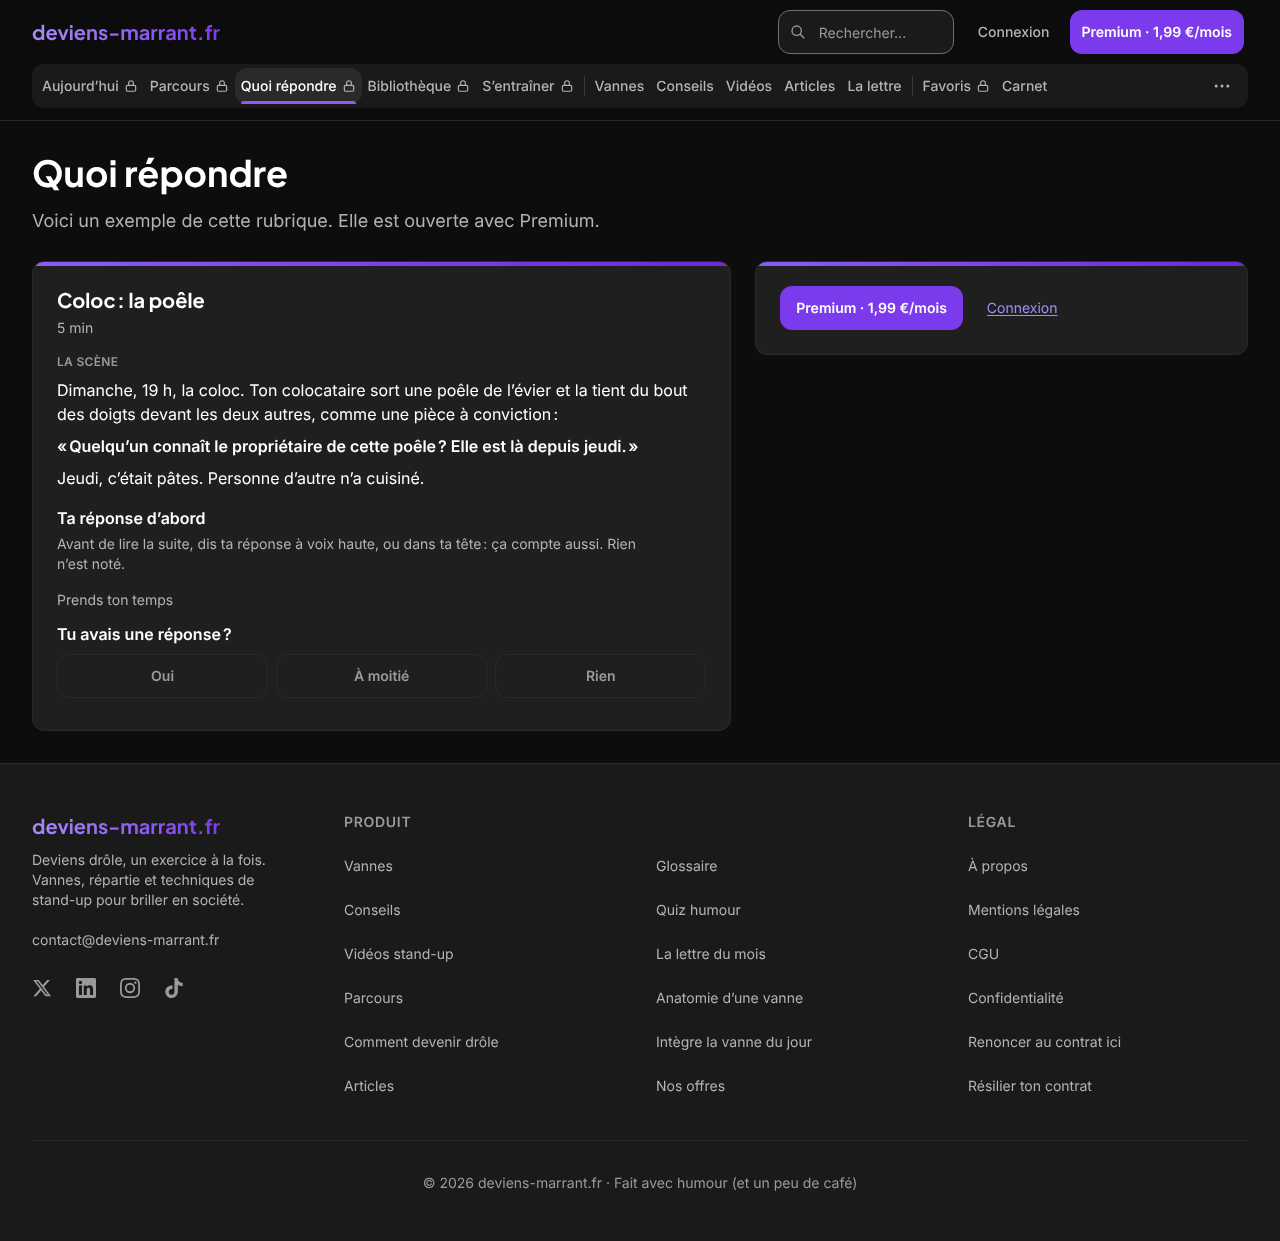 deviens-marrant.fr
Rechercher...
Connexion
Premium · 1,99 €/mois
Aujourd’hui
Parcours
Quoi répondre
Bibliothèque
S’entraîner
Vannes
Conseils
Vidéos
Articles
La lettre
Favoris
Carnet
Quoi répondre
Voici un exemple de cette rubrique. Elle est ouverte avec Premium.
Coloc : la poêle
5 min
LA SCÈNE
Dimanche, 19 h, la coloc. Ton colocataire sort une poêle de l’évier et la tient du bout
des doigts devant les deux autres, comme une pièce à conviction :
« Quelqu’un connaît le propriétaire de cette poêle ? Elle est là depuis jeudi. »
Jeudi, c’était pâtes. Personne d’autre n’a cuisiné.
Ta réponse d’abord
Avant de lire la suite, dis ta réponse à voix haute, ou dans ta tête : ça compte aussi. Rien
n’est noté.
Prends ton temps
Tu avais une réponse ?
Oui
À moitié
Rien
Premium · 1,99 €/mois
Connexion
deviens-marrant.fr
Deviens drôle, un exercice à la fois.
Vannes, répartie et techniques de
stand-up pour briller en société.
contact@deviens-marrant.fr
PRODUIT
Vannes
Conseils
Vidéos stand-up
Parcours
Comment devenir drôle
Articles
Glossaire
Quiz humour
La lettre du mois
Anatomie d’une vanne
Intègre la vanne du jour
Nos offres
LÉGAL
À propos
Mentions légales
CGU
Confidentialité
Renoncer au contrat ici
Résilier ton contrat
© 2026 deviens-marrant.fr · Fait avec humour (et un peu de café)